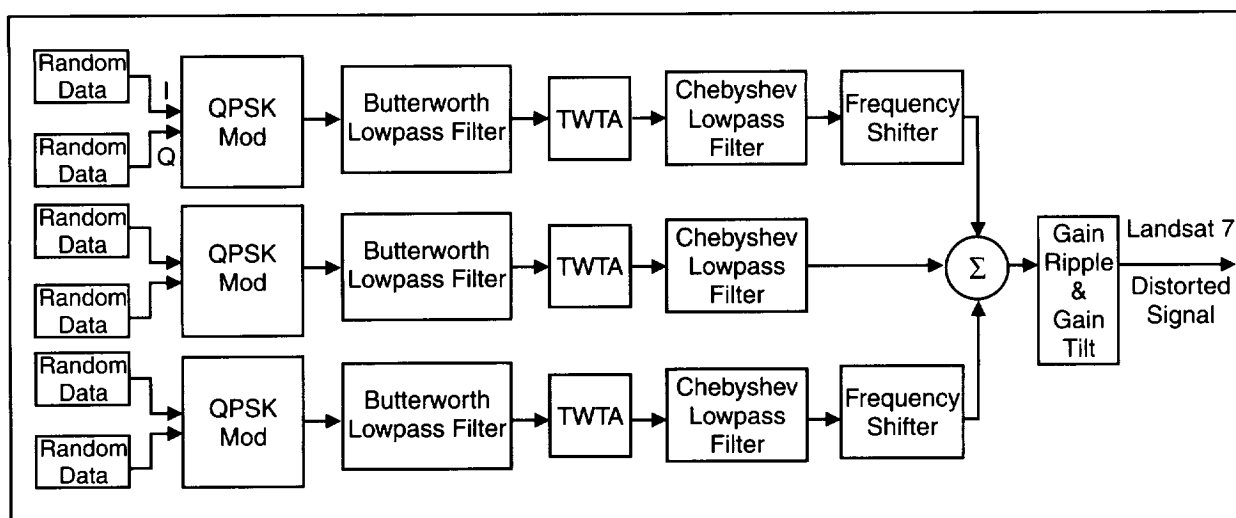 Random
Data
I
Random
Data
Q
QPSK
Mod
Butterworth
Lowpass Filter
TWTA
Chebyshev
Lowpass
Filter
Frequency
Shifter
Random
Data
Random
Data
QPSK
Mod
Butterworth
Lowpass Filter
TWTA
Chebyshev
Lowpass
Filter
Σ
Gain
Ripple
&
Gain
Tilt
Landsat 7
Distorted
Signal
Random
Data
Random
Data
QPSK
Mod
Butterworth
Lowpass Filter
TWTA
Chebyshev
Lowpass
Filter
Frequency
Shifter